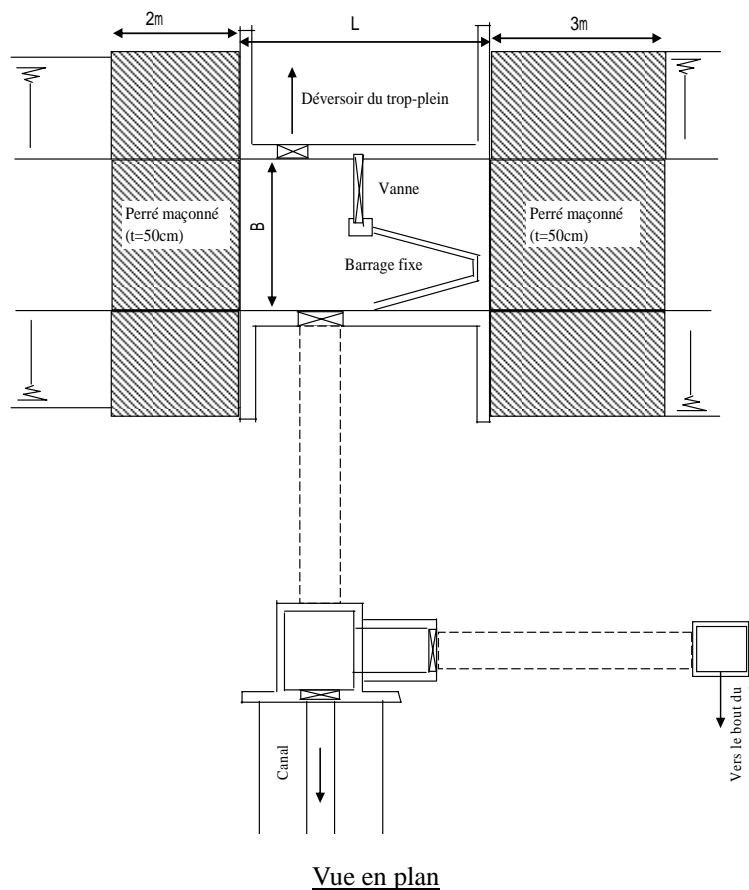 2m
L
3m
Déversoir du trop-plein
Vanne
Perré maçonné
(t=50cm)
B
Perré maçonné
(t=50cm)
Barrage fixe
Canal
Vers le bout du
Vue en plan